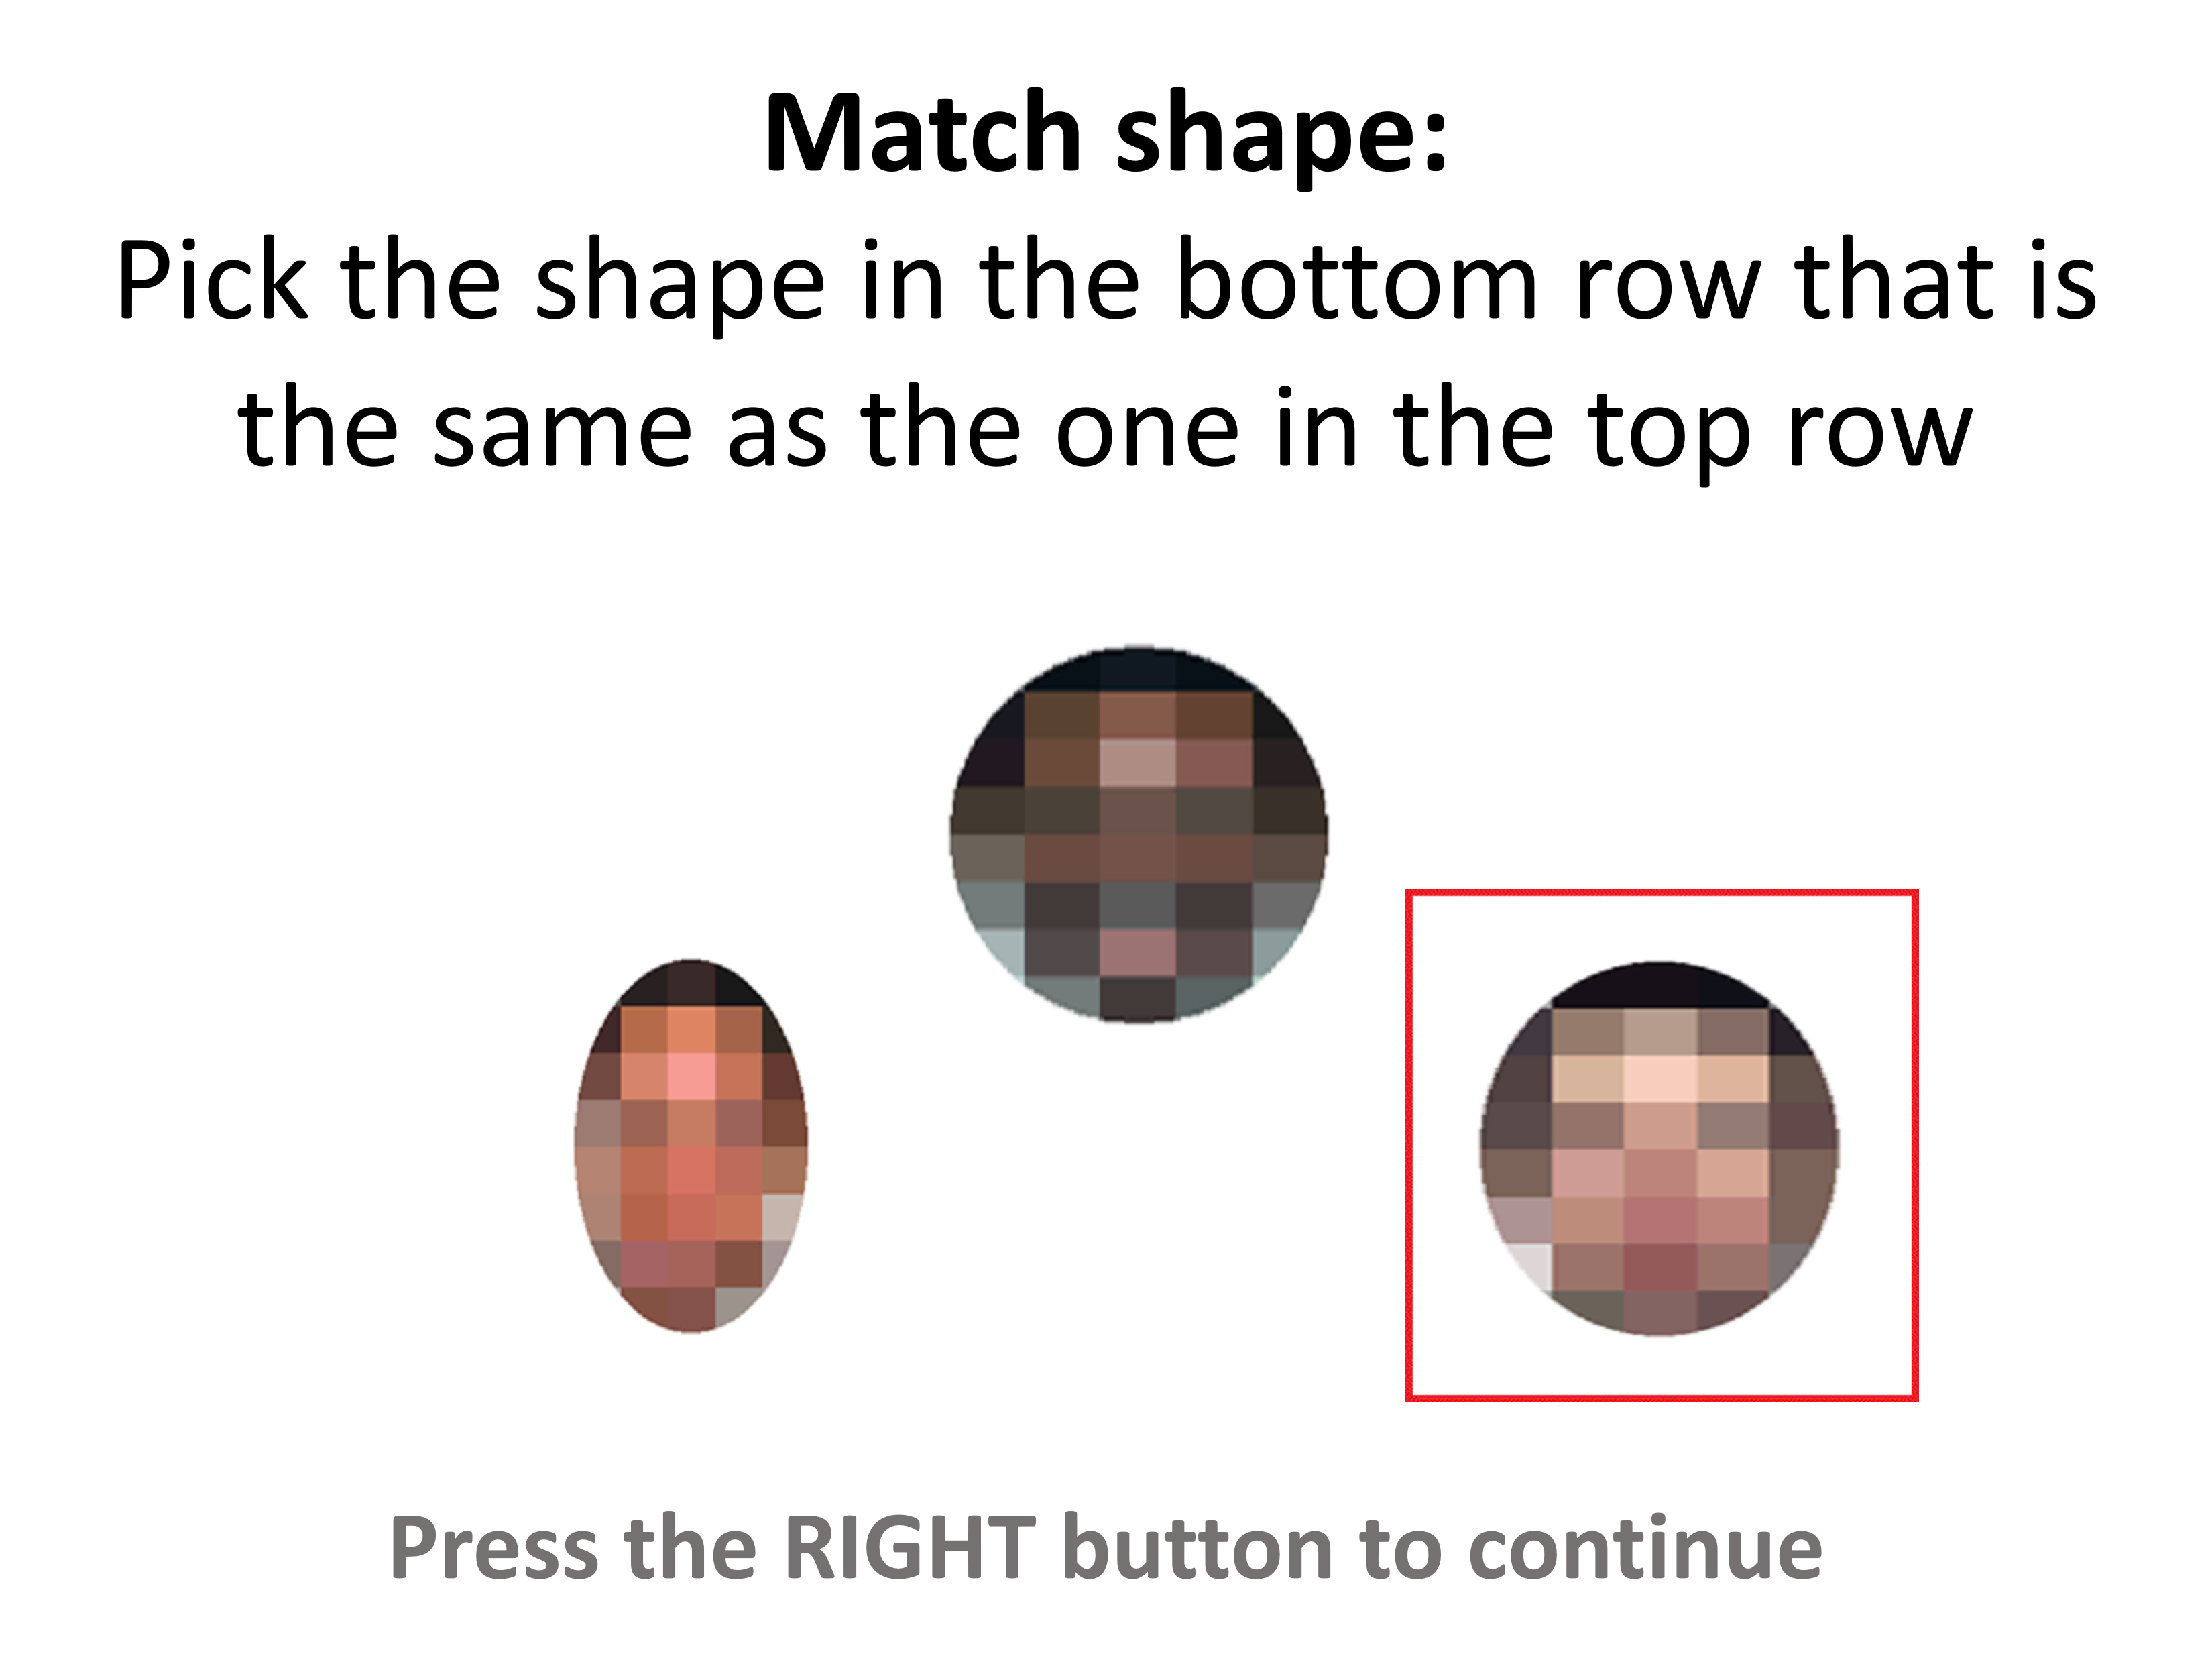 Match shape:
Pick the shape in the bottom row that is
the same as the one in the top row
Press the RIGHT button to continue